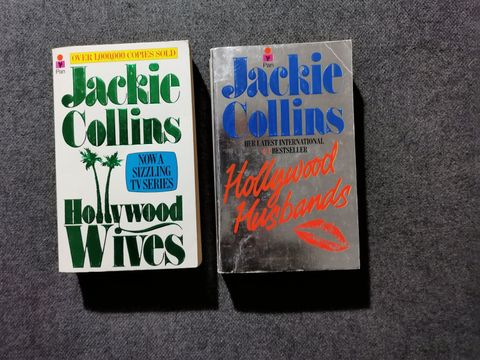 OVER 1,000,000 COPIES SOLD
Pan
Jackie
Collins
NOW A
SIZZLING
TV SERIES
Hollywood
Wives
Pan
Jackie
Collins
HER LATEST INTERNATIONAL
BESTSELLER
Hollywood
Husbands